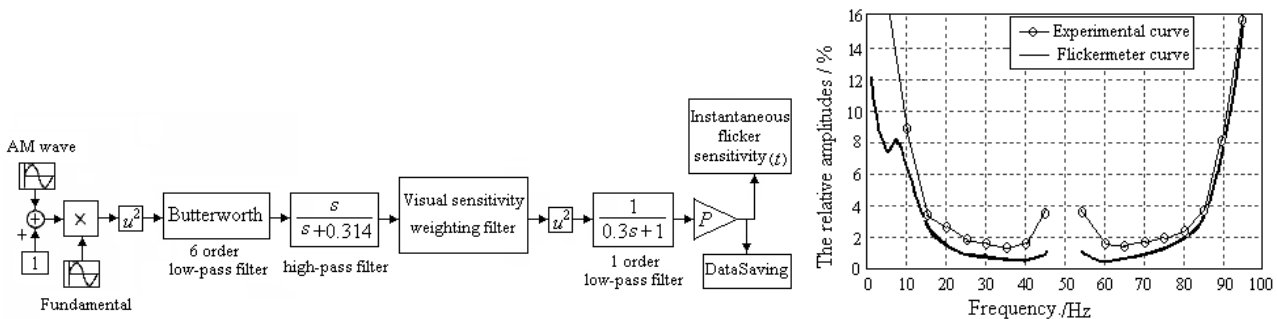 AM wave
+
×
+
1
Fundamental
u²
Butterworth
6 order
low-pass filter
s
s+0.314
high-pass filter
Visual sensitivity
weighting filter
u²
1
0.3s+1
1 order
low-pass filter
P
Instantaneous
flicker
sensitivity (t)
DataSaving
The relative amplitudes / %
16
14
12
10
8
6
4
2
0
Experimental curve
Flickermeter curve
0 10 20 30 40 50 60 70 80 90 100
Frequency./Hz